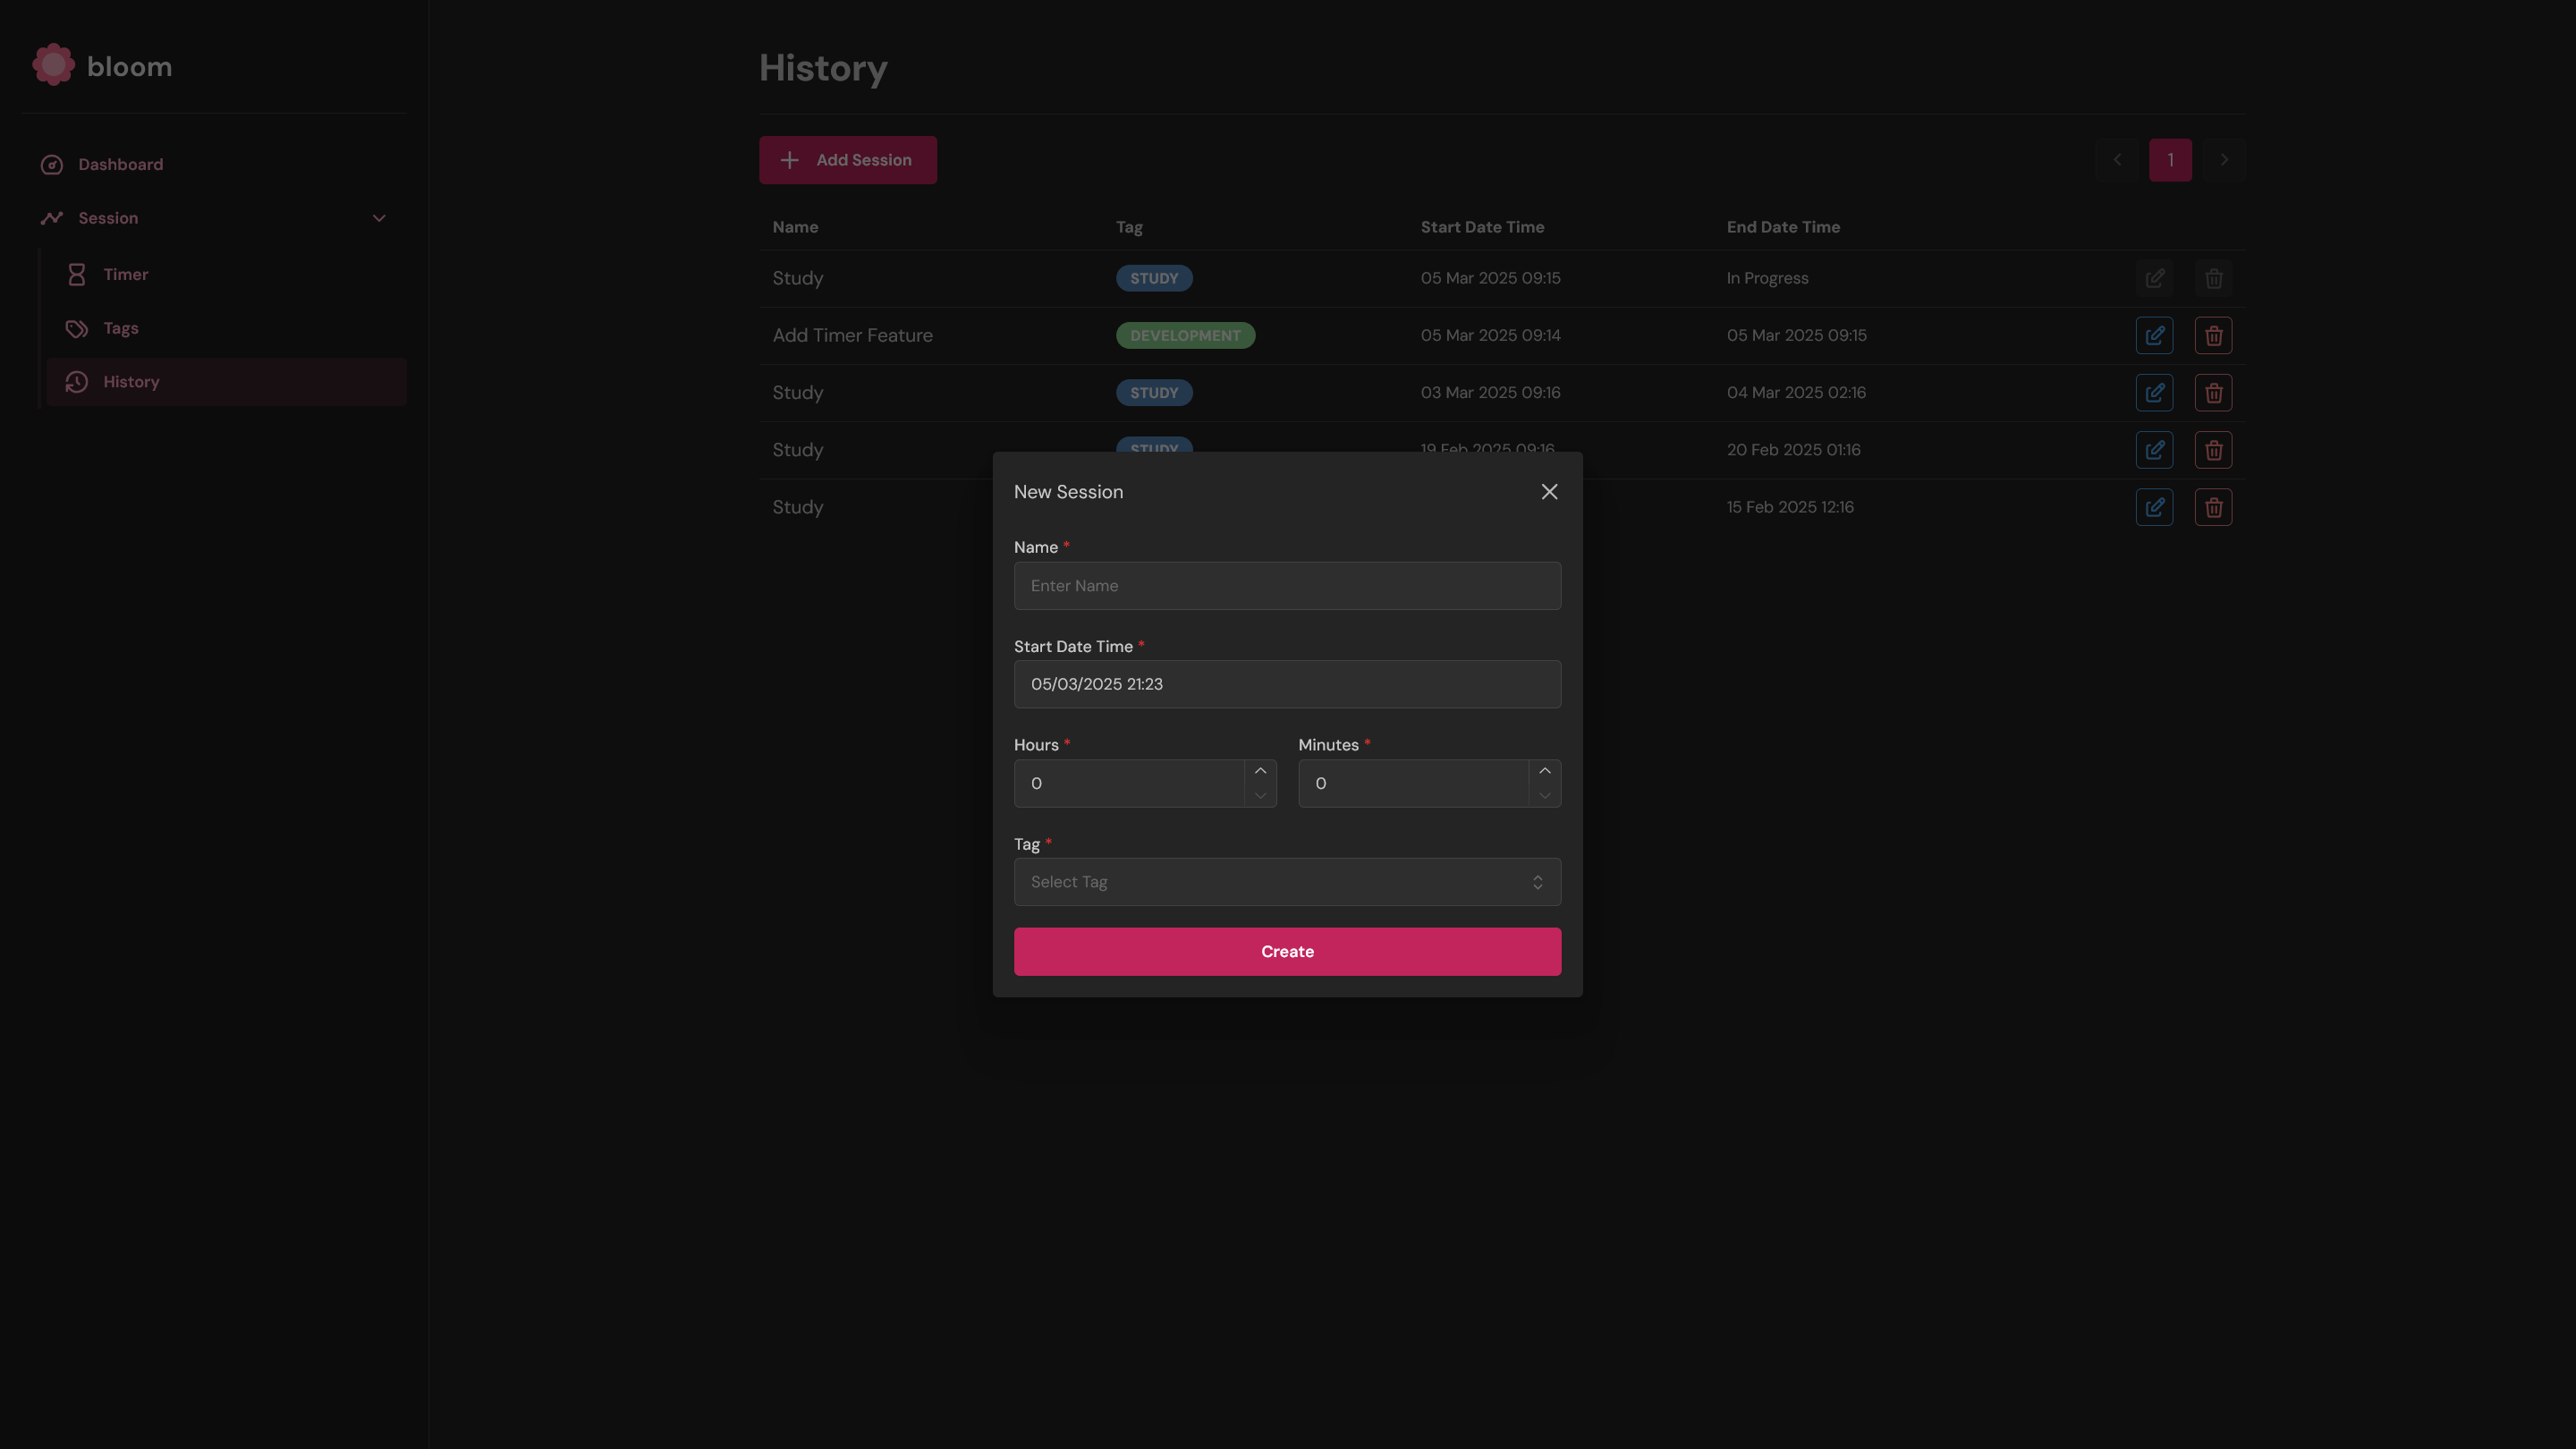 bloom
Dashboard
Session
Timer
Tags
History
History
Add Session
1
Name Tag Start Date Time End Date Time
Study STUDY 05 Mar 2025 09:15 In Progress
Add Timer Feature DEVELOPMENT 05 Mar 2025 09:14 05 Mar 2025 09:15
Study STUDY 03 Mar 2025 09:16 04 Mar 2025 02:16
Study STUDY 19 Feb 2025 09:16 20 Feb 2025 01:16
Study 15 Feb 2025 12:16
New Session
Name *
Enter Name
Start Date Time *
05/03/2025 21:23
Hours * Minutes *
0 0
Tag *
Select Tag
Create